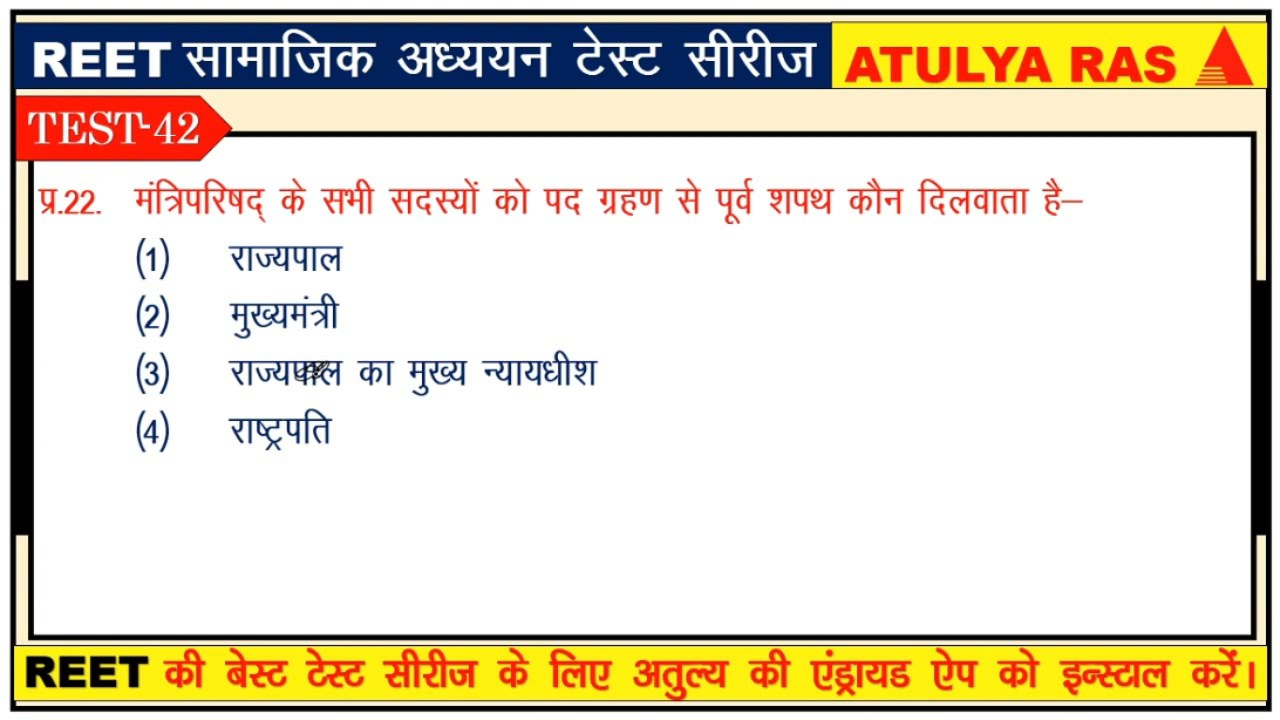 REET सामाजिक अध्ययन टेस्ट सीरीज ATULYA RAS
TEST-42
प्र.22. मंत्रिपरिषद् के सभी सदस्यों को पद ग्रहण से पूर्व शपथ कौन दिलवाता है–
(1) राज्यपाल
(2) मुख्यमंत्री
(3) राज्यपाल का मुख्य न्यायधीश
(4) राष्ट्रपति
REET की बेस्ट टेस्ट सीरीज के लिए अतुल्य की एंड्रायड ऐप को इन्स्टाल करें।